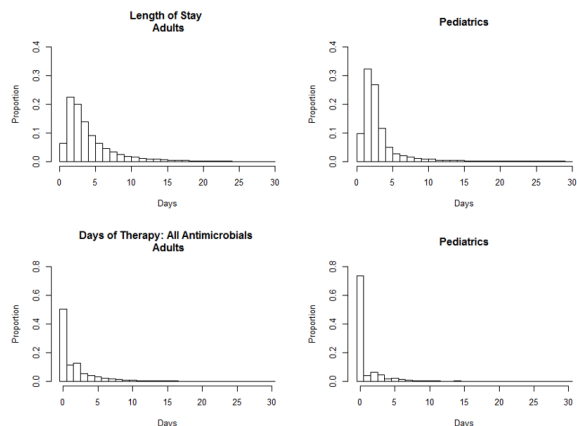 Length of Stay
Adults
Proportion
0.0 0.1 0.2 0.3 0.4
0 5 10 15 20 25 30
Days
Pediatrics
Proportion
0.0 0.1 0.2 0.3 0.4
0 5 10 15 20 25 30
Days
Days of Therapy: All Antimicrobials
Adults
Proportion
0.0 0.2 0.4 0.6 0.8
0 5 10 15 20 25 30
Days
Pediatrics
Proportion
0.0 0.2 0.4 0.6 0.8
0 5 10 15 20 25 30
Days